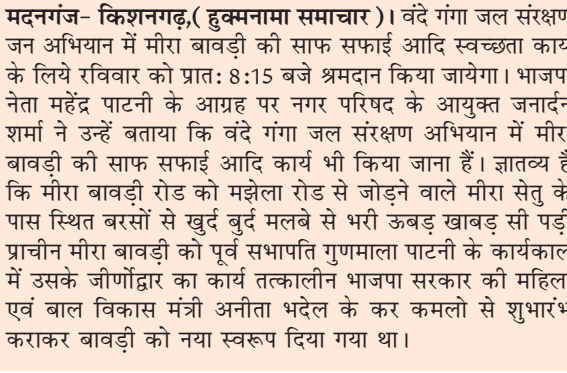 मदनगंज- किशनगढ़,( हुक्मनामा समाचार )। वंदे गंगा जल संरक्षण
जन अभियान में मीरा बावड़ी की साफ सफाई आदि स्वच्छता कार्य
के लिये रविवार को प्रात: 8:15 बजे श्रमदान किया जायेगा। भाजपा
नेता महेंद्र पाटनी के आग्रह पर नगर परिषद के आयुक्त जनार्दन
शर्मा ने उन्हें बताया कि वंदे गंगा जल संरक्षण अभियान में मीरा
बावड़ी की साफ सफाई आदि कार्य भी किया जाना हैं। ज्ञातव्य है
कि मीरा बावड़ी रोड को मझेला रोड से जोड़ने वाले मीरा सेतु के
पास स्थित बरसों से खुर्द बुर्द मलबे से भरी ऊबड़ खाबड़ सी पड़ी
प्राचीन मीरा बावड़ी को पूर्व सभापति गुणमाला पाटनी के कार्यकाल
में उसके जीर्णोद्वार का कार्य तत्कालीन भाजपा सरकार की महिला
एवं बाल विकास मंत्री अनीता भदेल के कर कमलो से शुभारंभ
कराकर बावड़ी को नया स्वरूप दिया गया था।